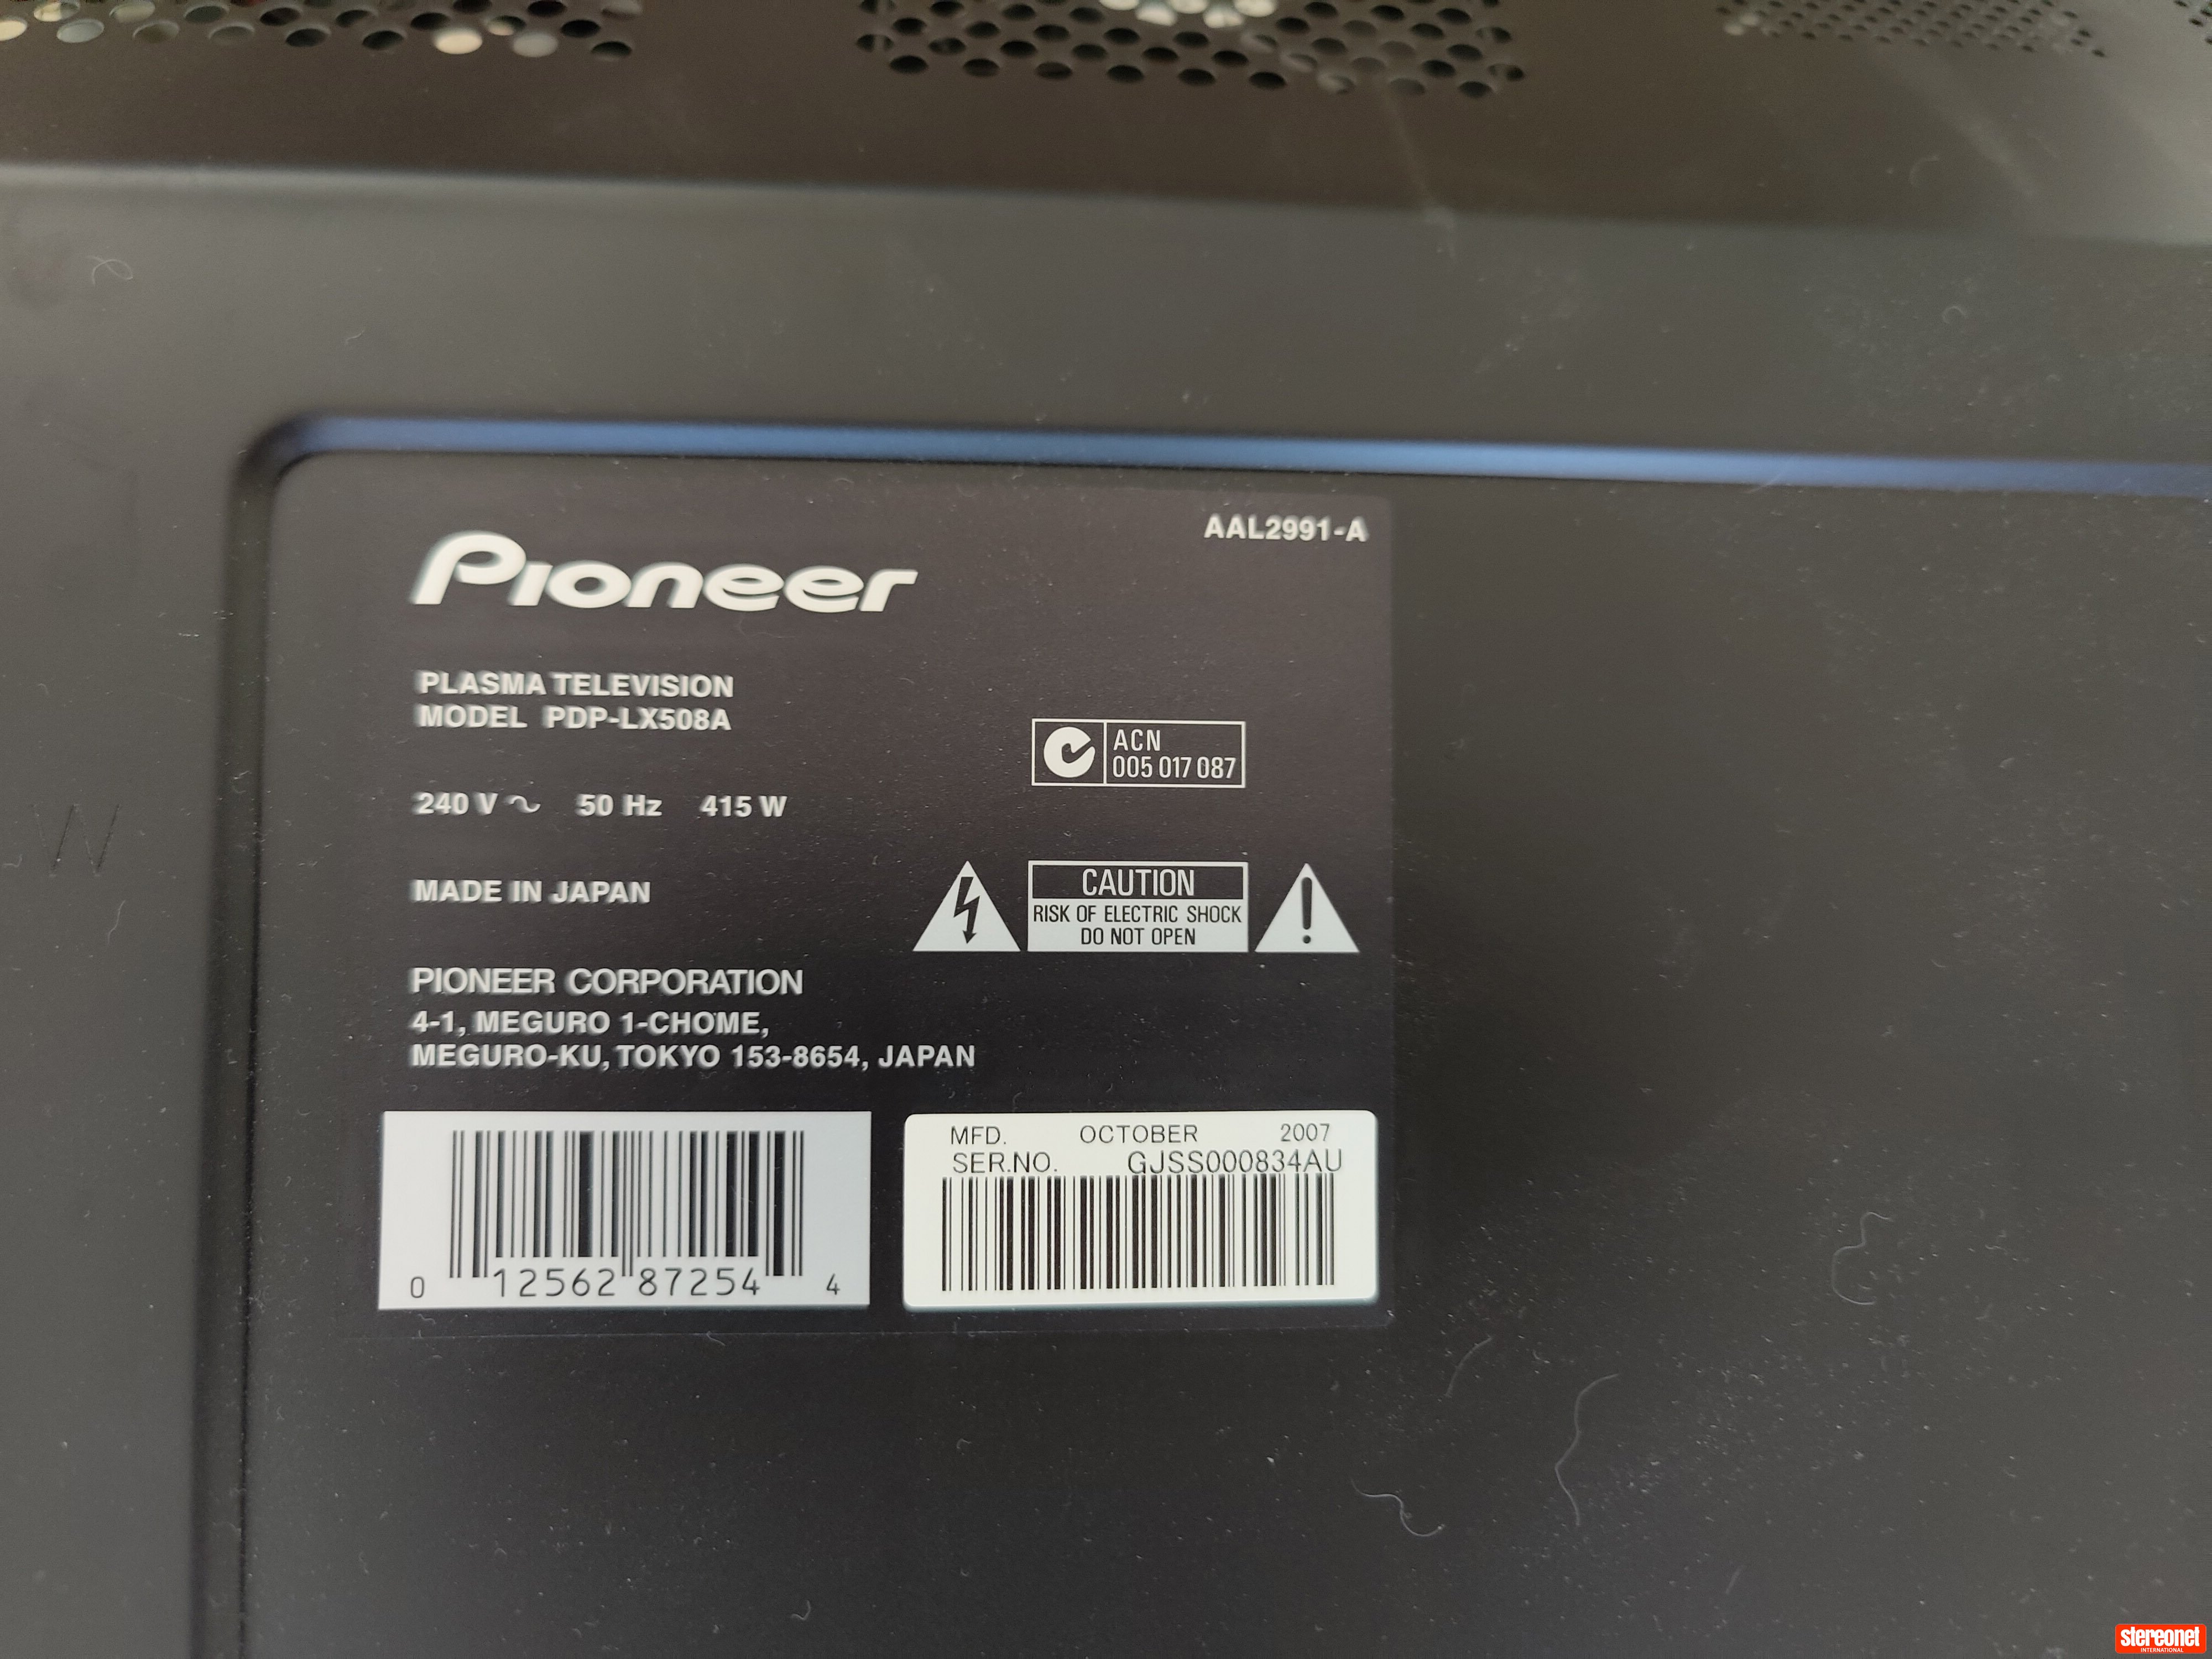 AAL2991-A
Pioneer
PLASMA TELEVISION
MODEL PDP-LX508A
ACN
005 017 087
240 V ~ 50 Hz 415 W
MADE IN JAPAN
CAUTION
RISK OF ELECTRIC SHOCK
DO NOT OPEN
PIONEER CORPORATION
4-1, MEGURO 1-CHOME,
MEGURO-KU, TOKYO 153-8654, JAPAN
0 12562 87254 4
MFD. OCTOBER 2007
SER.NO. GJSS000834AU
W
stereonet
INTERNATIONAL